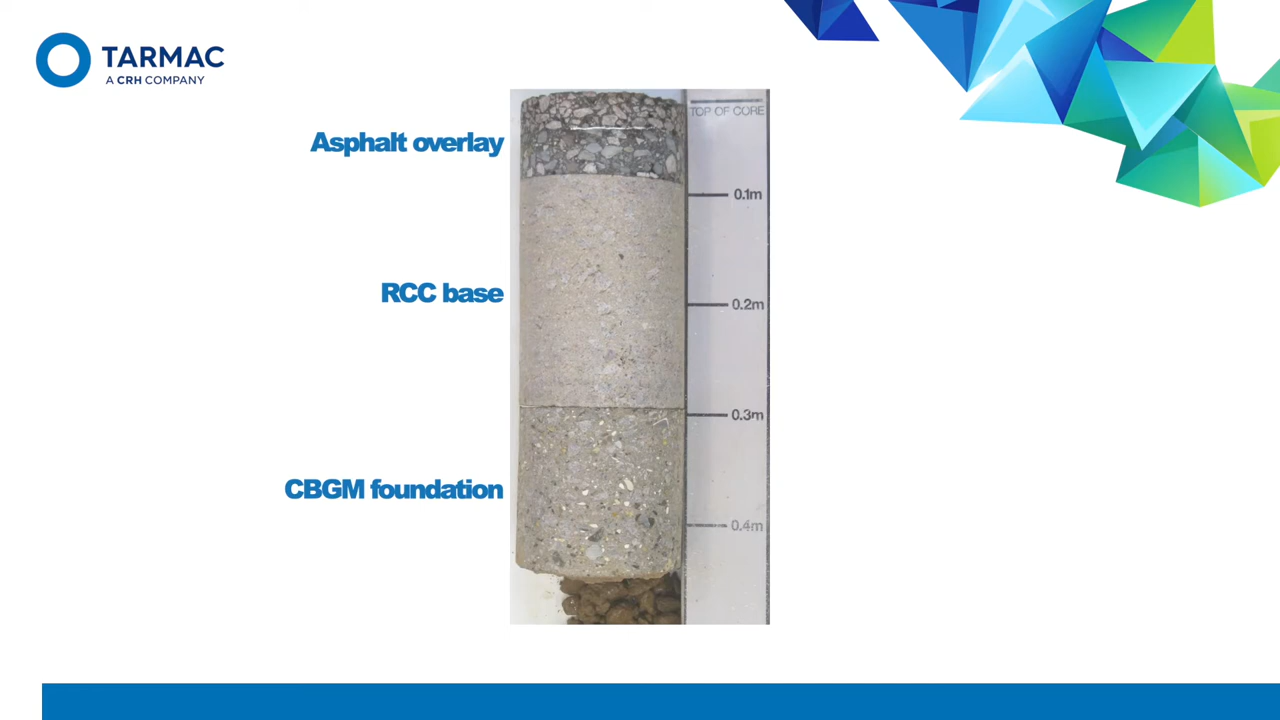 TARMAC
A CRH COMPANY
TOP OF CORE
Asphalt overlay
0.1m
RCC base
0.2m
0.3m
CBGM foundation
0.4m